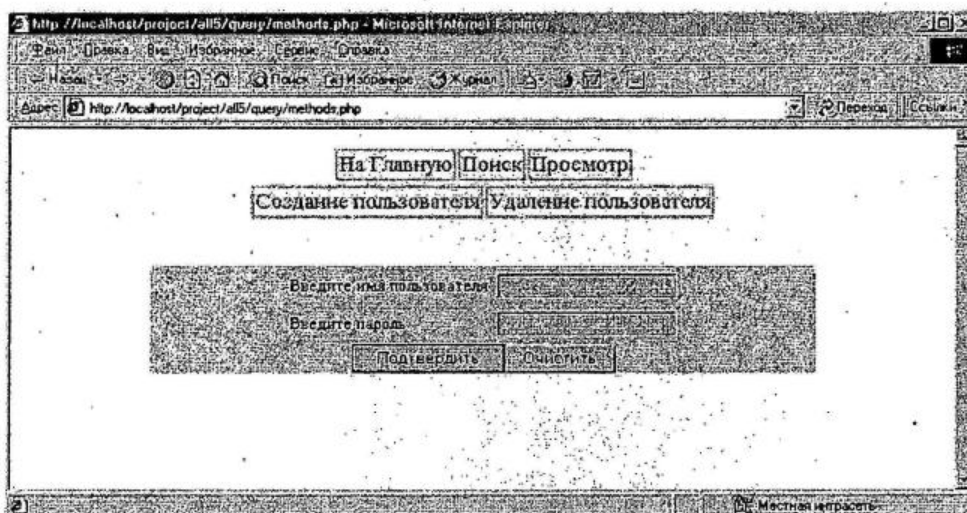 http://localhost/project/all5/query/methods.php - Microsoft Internet Explorer
Файл Правка Вид Избранное Сервис Справка
Назад Поиск Избранное Журнал
Адрес http://localhost/project/all5/query/methods.php Переход Ссылки
На Главную Поиск Просмотр
Создание пользователя Удаление пользователя
Введите имя пользователя
Введите пароль
Подтвердить Очистить
Местная интрасеть